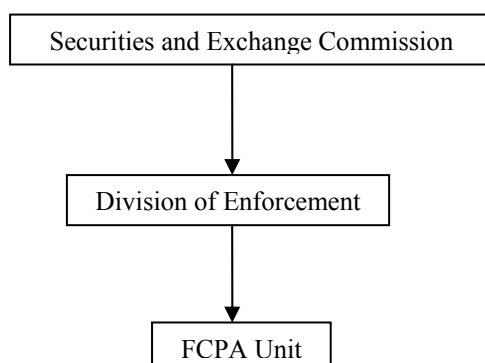 Securities and Exchange Commission
Division of Enforcement
FCPA Unit